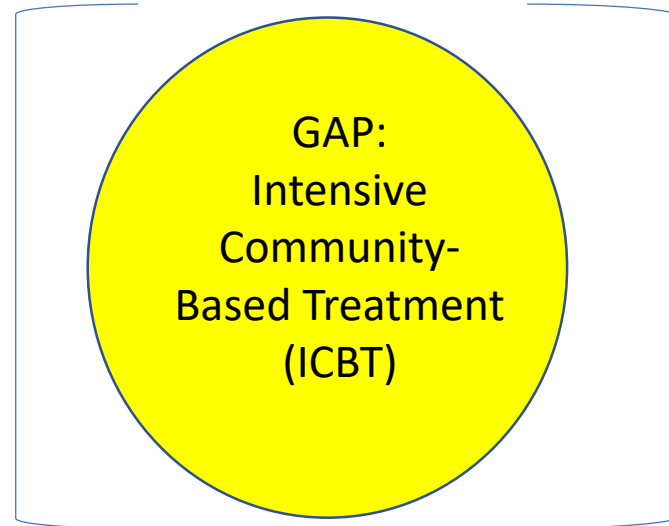 GAP:
Intensive
Community-
Based Treatment
(ICBT)